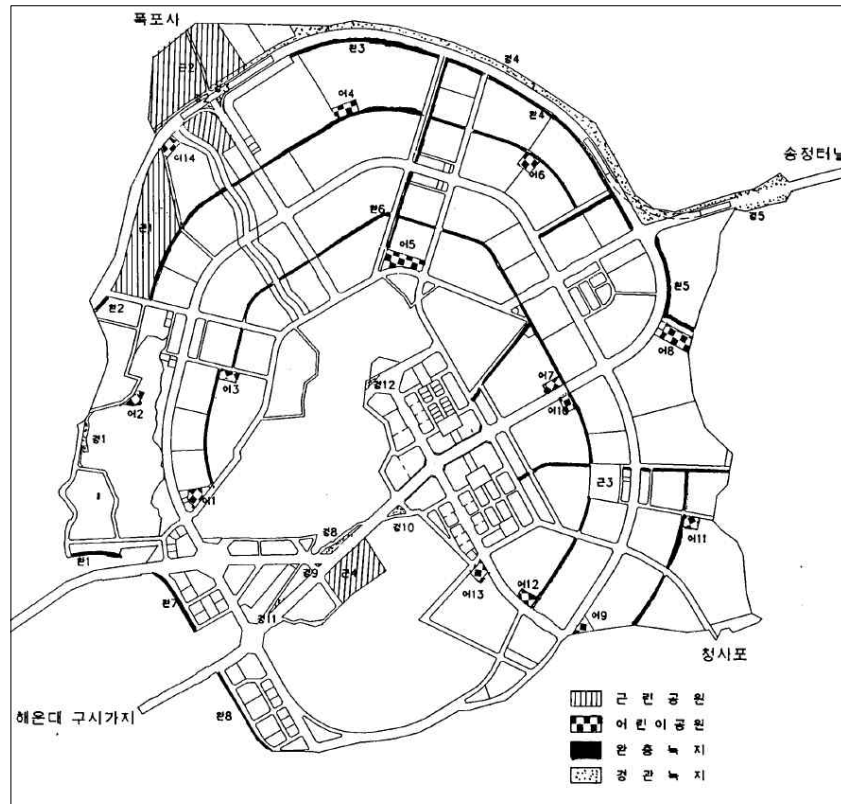 폭포사
완3
경4
근2
어4
완4
송정터널
어14
어6
근1
완6
경5
어5
완5
완2
어8
어7
경12
어3
어10
어2
경1
근3
어1
경10
경8
어11
완1
경9
근4
어13
어12
완7
경11
어9
청사포
해운대 구시가지
완8
근린공원
어린이공원
완충녹지
경관녹지